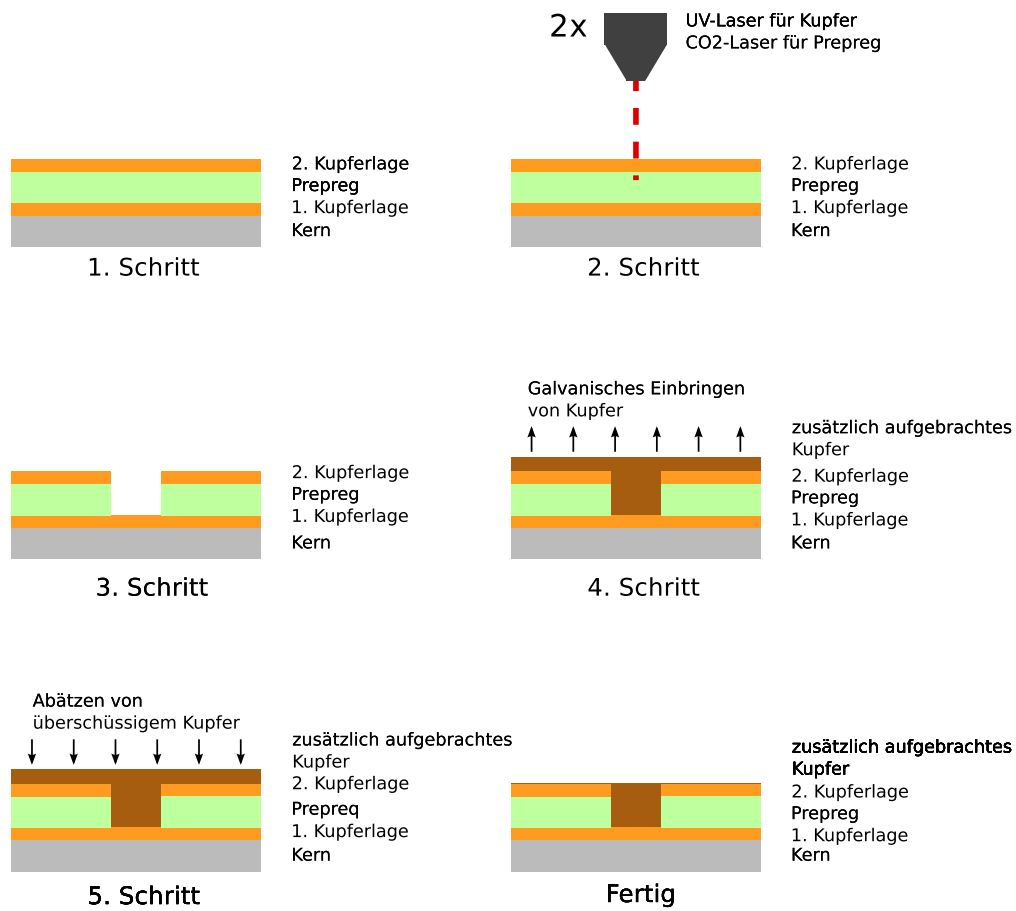 2x
UV-Laser für Kupfer
CO2-Laser für Prepreg
2. Kupferlage
Prepreg
1. Kupferlage
Kern
1. Schritt
2. Kupferlage
Prepreg
1. Kupferlage
Kern
2. Schritt
2. Kupferlage
Prepreg
1. Kupferlage
Kern
3. Schritt
Galvanisches Einbringen
von Kupfer
zusätzlich aufgebrachtes
Kupfer
2. Kupferlage
Prepreg
1. Kupferlage
Kern
4. Schritt
Abätzen von
überschüssigem Kupfer
zusätzlich aufgebrachtes
Kupfer
2. Kupferlage
Prepreq
1. Kupferlage
Kern
5. Schritt
zusätzlich aufgebrachtes
Kupfer
2. Kupferlage
Prepreg
1. Kupferlage
Kern
Fertig